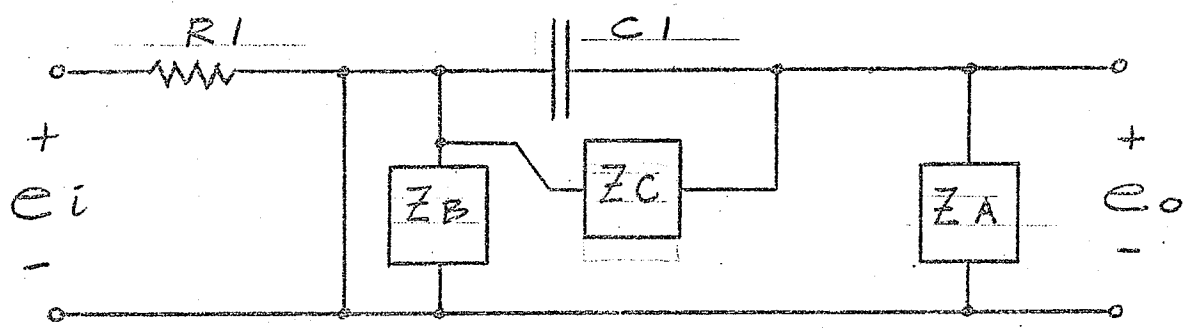 R1
C1
+
ei
-
ZB
ZC
ZA
+
eo
-